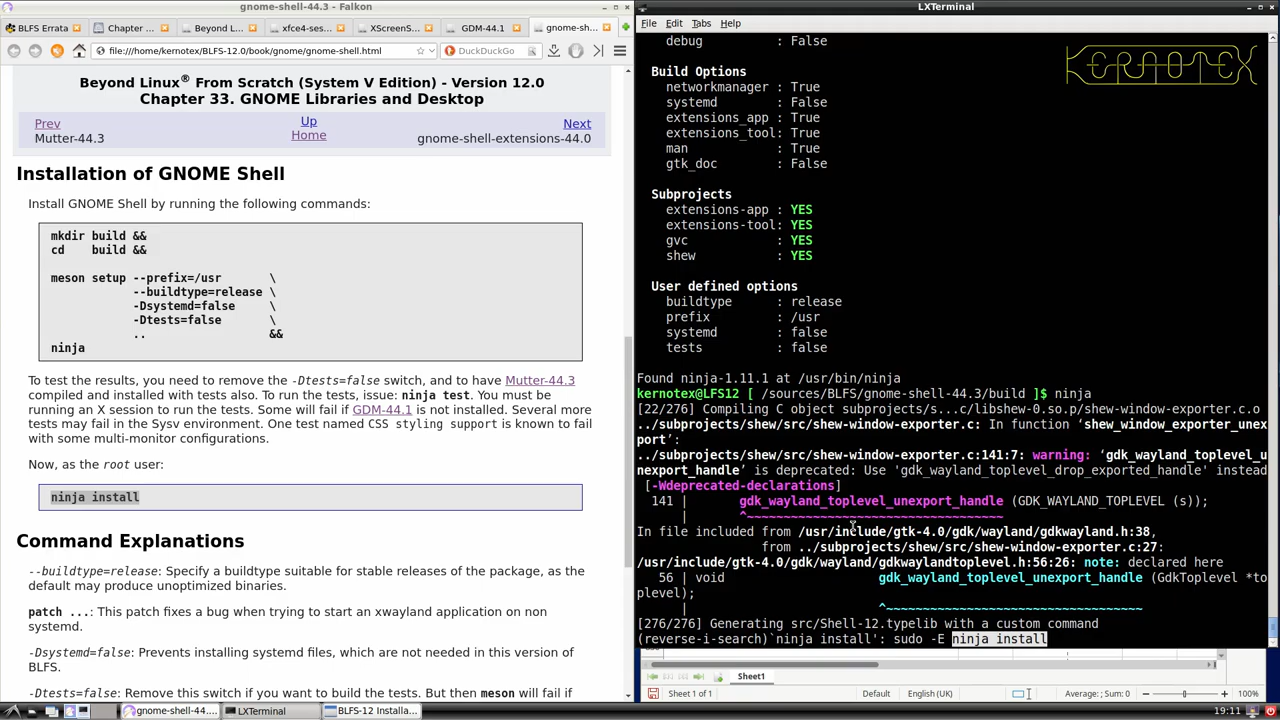 gnome-shell-44.3 - Falkon
BLFS Errata
Chapter
Beyond L
xfce4-ses...
XScreenS
GDM-44.1
gnome-sh...
file:///home/kernotex/BLFS-12.0/book/gnome/gnome-shell.html
DuckDuckGo
Beyond Linux® From Scratch (System V Edition) - Version 12.0
Chapter 33. GNOME Libraries and Desktop
Prev
Up
Next
Mutter-44.3
Home
gnome-shell-extensions-44.0
Installation of GNOME Shell
Install GNOME Shell by running the following commands:
mkdir build &&
cd    build &&
meson setup --prefix=/usr       \
            --buildtype=release \
            -Dsystemd=false     \
            -Dtests=false       \
            ..                  &&
ninja
To test the results, you need to remove the -Dtests=false switch, and to have Mutter-44.3
compiled and installed with tests also. To run the tests, issue: ninja test. You must be
running an X session to run the tests. Some will fail if GDM-44.1 is not installed. Several more
tests may fail in the Sysv environment. One test named CSS styling support is known to fail
with some multi-monitor configurations.
Now, as the root user:
ninja install
Command Explanations
--buildtype=release: Specify a buildtype suitable for stable releases of the package, as the
default may produce unoptimized binaries.
patch ...: This patch fixes a bug when trying to start an xwayland application on non
systemd.
-Dsystemd=false: Prevents installing systemd files, which are not needed in this version of
BLFS.
-Dtests=false: Remove this switch if you want to build the tests. But then meson will fail if
LXTerminal
File Edit Tabs Help
KERNOTEX
debug : False
Build Options
networkmanager : True
systemd : False
extensions_app : True
extensions_tool: True
man : True
gtk_doc : False
Subprojects
extensions-app : YES
extensions-tool: YES
gvc : YES
shew : YES
User defined options
buildtype : release
prefix : /usr
systemd : false
tests : false
Found ninja-1.11.1 at /usr/bin/ninja
kernotex@LFS12 [ /sources/BLFS/gnome-shell-44.3/build ]$ ninja
[22/276] Compiling C object subprojects/s...c/libshew-0.so.p/shew-window-exporter.c.o
../subprojects/shew/src/shew-window-exporter.c: In function ‘shew_window_exporter_unex
port’:
../subprojects/shew/src/shew-window-exporter.c:141:7: warning: ‘gdk_wayland_toplevel_u
nexport_handle’ is deprecated: Use 'gdk_wayland_toplevel_drop_exported_handle' instead
[-Wdeprecated-declarations]
141 | gdk_wayland_toplevel_unexport_handle (GDK_WAYLAND_TOPLEVEL (s));
| ^~~~~~~~~~~~~~~~~~~~~~~~~~~~~~~~~~~~
In file included from /usr/include/gtk-4.0/gdk/wayland/gdkwayland.h:38,
from ../subprojects/shew/src/shew-window-exporter.c:27:
/usr/include/gtk-4.0/gdk/wayland/gdkwaylandtoplevel.h:56:26: note: declared here
56 | void gdk_wayland_toplevel_unexport_handle (GdkToplevel *to
plevel);
| ^~~~~~~~~~~~~~~~~~~~~~~~~~~~~~~~~~~~
[276/276] Generating src/Shell-12.typelib with a custom command
(reverse-i-search)`ninja install': sudo -E ninja install
Sheet1
Sheet 1 of 1
Default
English (UK)
Average: ; Sum: 0
100%
gnome-shell-44....
LXTerminal
BLFS-12 Installa...
19:11